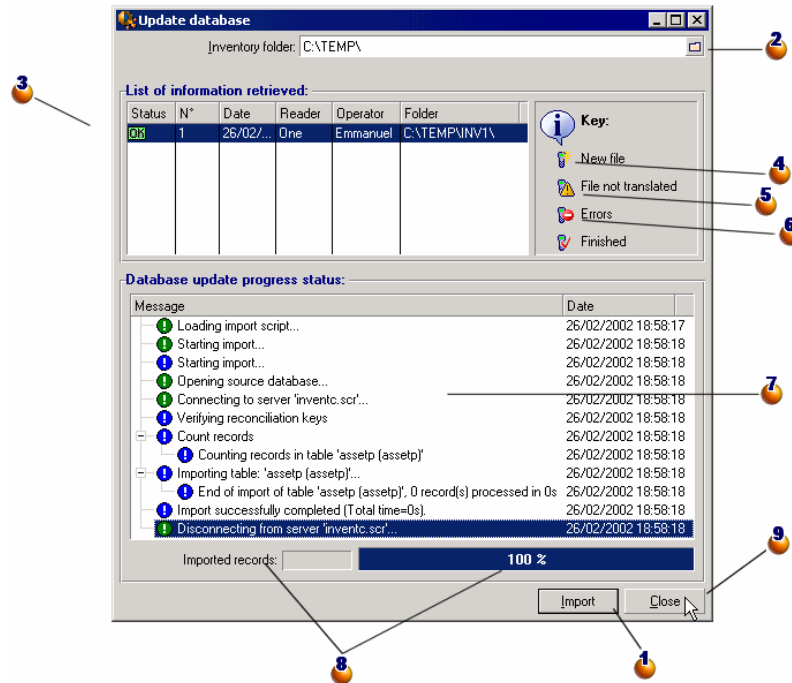 Update database
Inventory folder: C:\TEMP\
2
3
List of information retrieved:
Status N° Date Reader Operator Folder
OK 1 26/02/... One Emmanuel C:\TEMP\INV1\
Key:
New file
4
File not translated
5
Errors
6
Finished
Database update progress status:
Message Date
Loading import script... 26/02/2002 18:58:17
Starting import... 26/02/2002 18:58:18
Starting import... 26/02/2002 18:58:18
Opening source database... 26/02/2002 18:58:18
7
Connecting to server 'inventc.scr'... 26/02/2002 18:58:18
Verifying reconciliation keys 26/02/2002 18:58:18
Count records 26/02/2002 18:58:18
Counting records in table 'assetp (assetp)' 26/02/2002 18:58:18
Importing table: 'assetp (assetp)'... 26/02/2002 18:58:18
End of import of table 'assetp (assetp)', 0 record(s) processed in 0s 26/02/2002 18:58:18
Import successfully completed (Total time=0s). 26/02/2002 18:58:18
Disconnecting from server 'inventc.scr'... 26/02/2002 18:58:18
9
Imported records: 100 %
Import Close
8
1